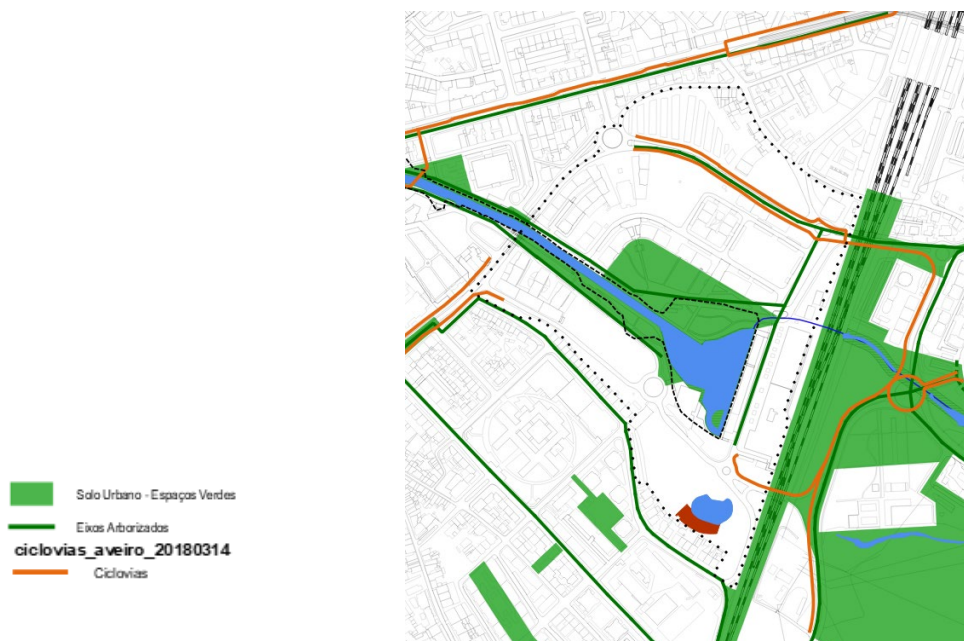 Solo Urbano - Espaços Verdes
Eixos Arborizados
ciclovias_aveiro_20180314
Ciclovias